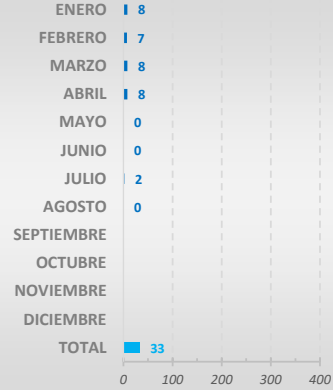 ENERO 8
FEBRERO 7
MARZO 8
ABRIL 8
MAYO 0
JUNIO 0
JULIO 2
AGOSTO 0
SEPTIEMBRE
OCTUBRE
NOVIEMBRE
DICIEMBRE
TOTAL 33
0 100 200 300 400